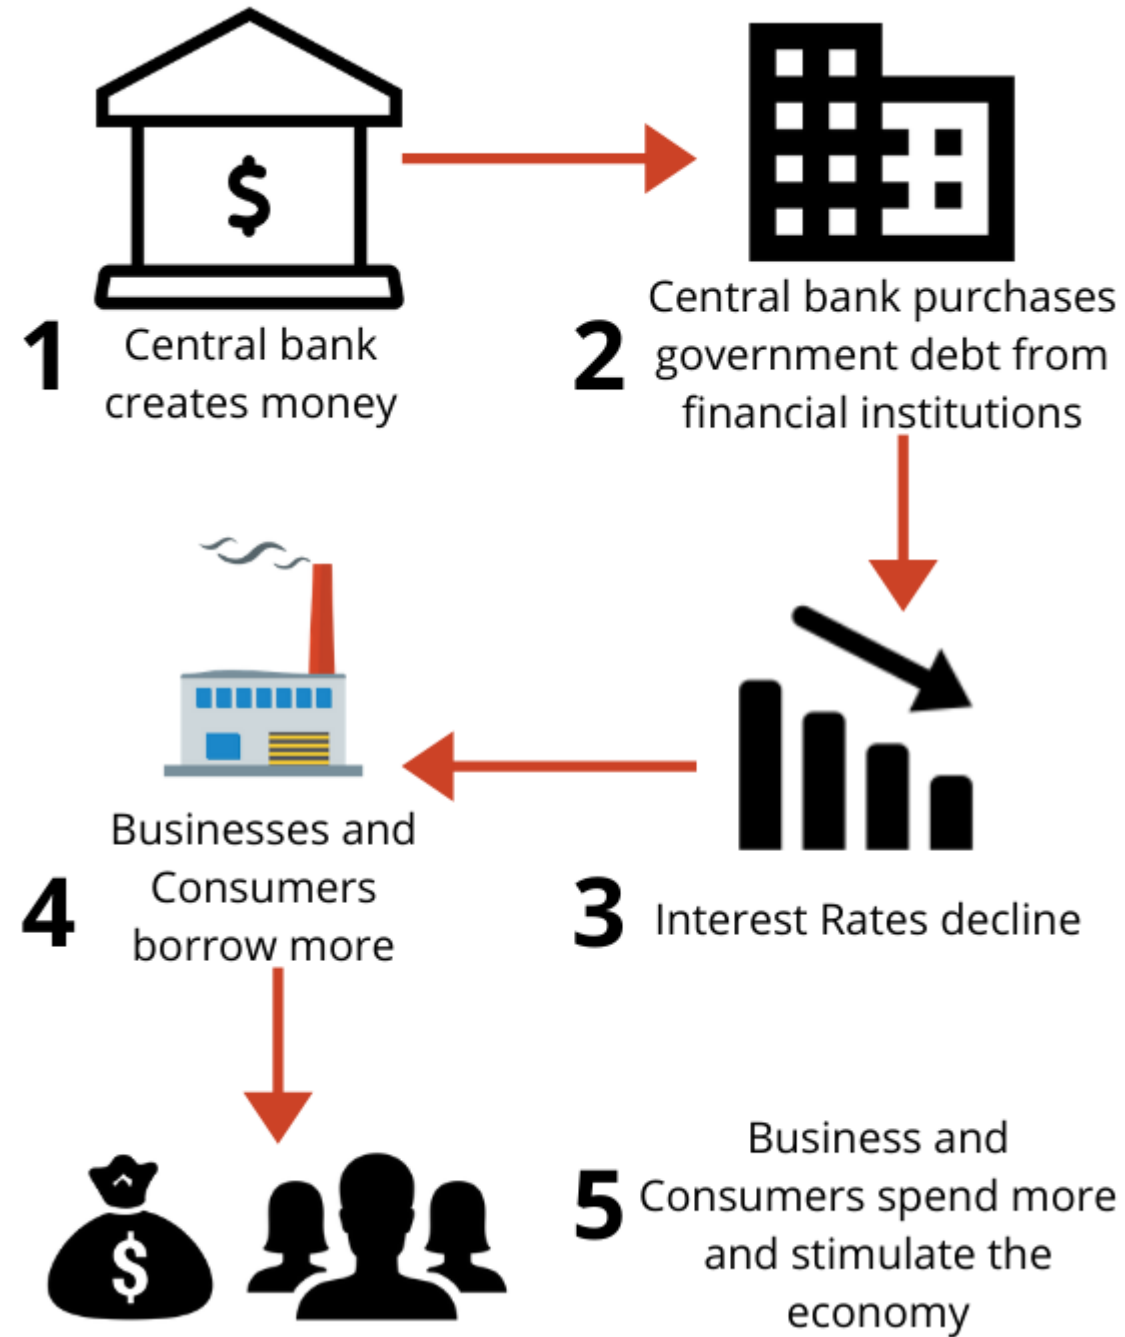 $
1
Central bank
creates money
2
Central bank purchases
government debt from
financial institutions
3
Interest Rates decline
4
Businesses and
Consumers
borrow more
$
5
Business and
Consumers spend more
and stimulate the
economy